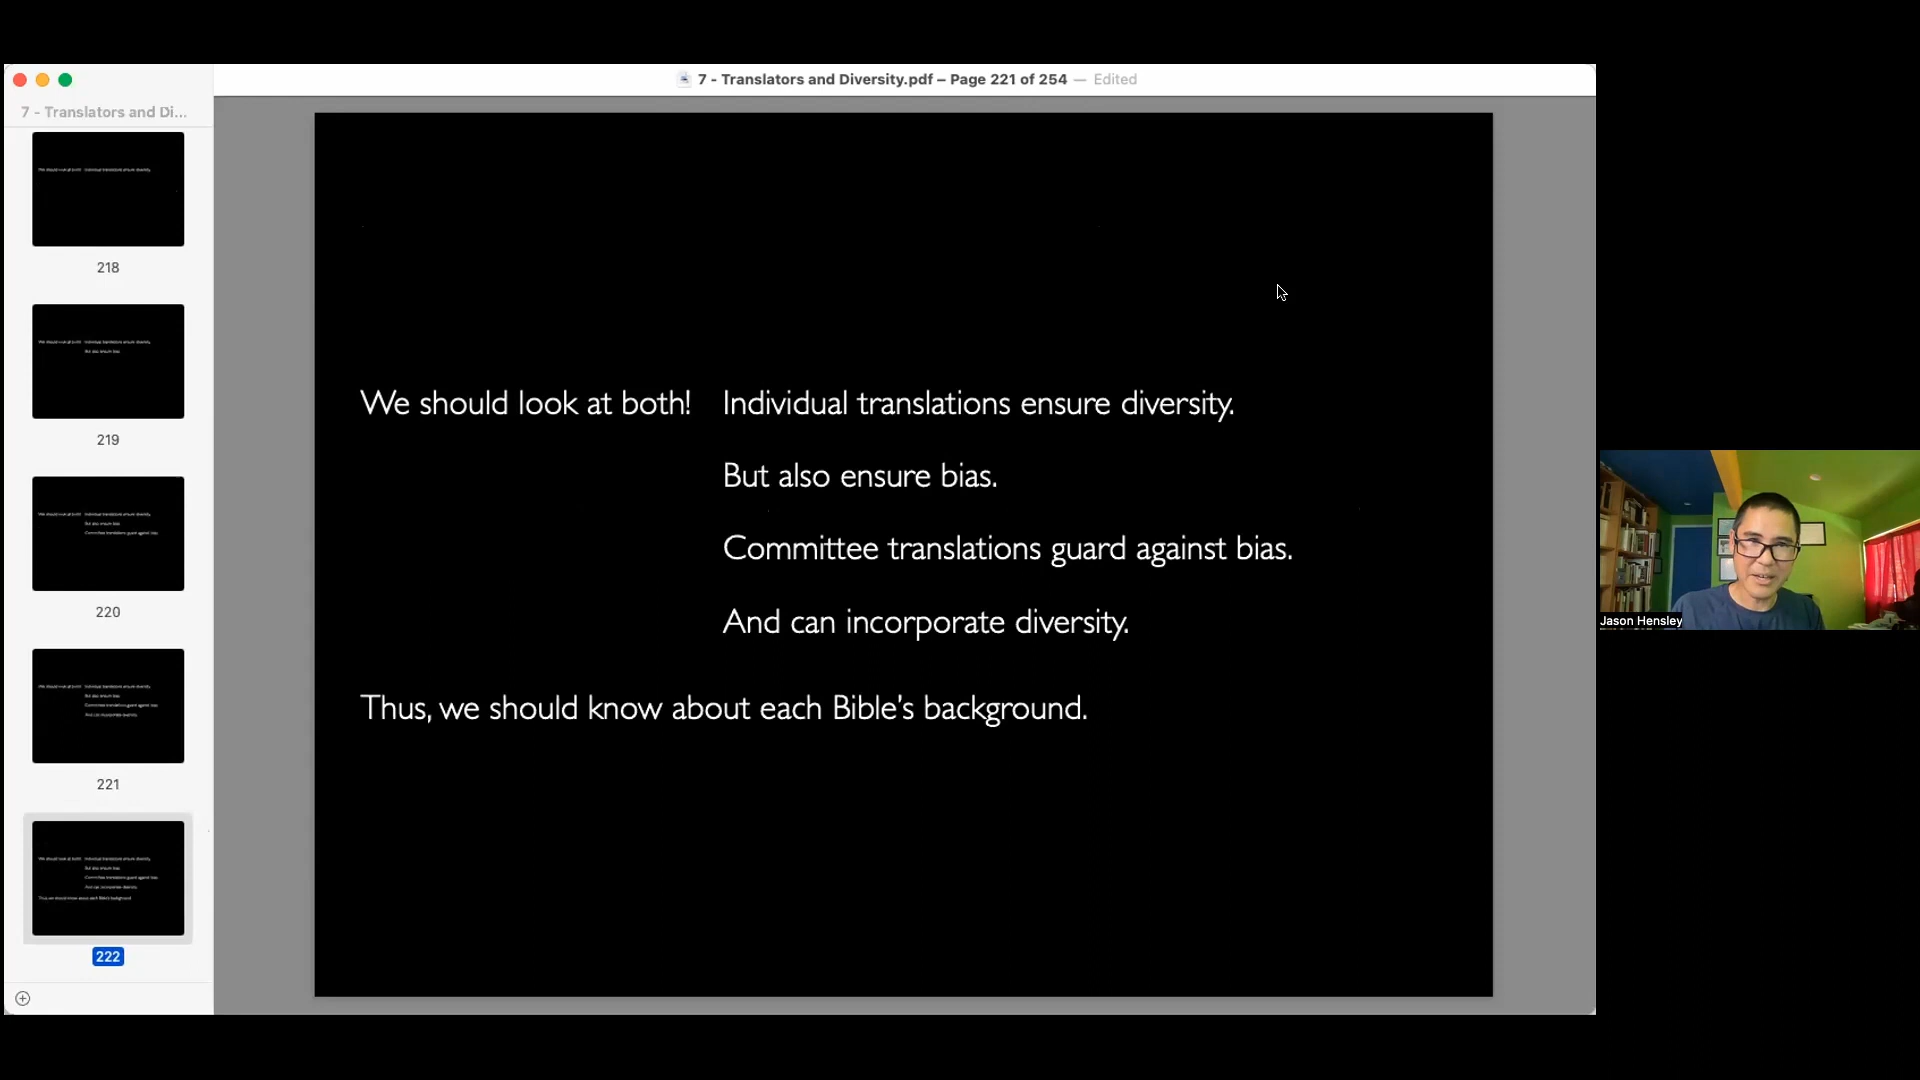 7 - Translators and Diversity.pdf – Page 221 of 254 — Edited
7 - Translators and Di...
218
219
220
221
222
We should look at both! Individual translations ensure diversity.
But also ensure bias.
Committee translations guard against bias.
And can incorporate diversity.
Thus, we should know about each Bible's background.
Jason Hensley